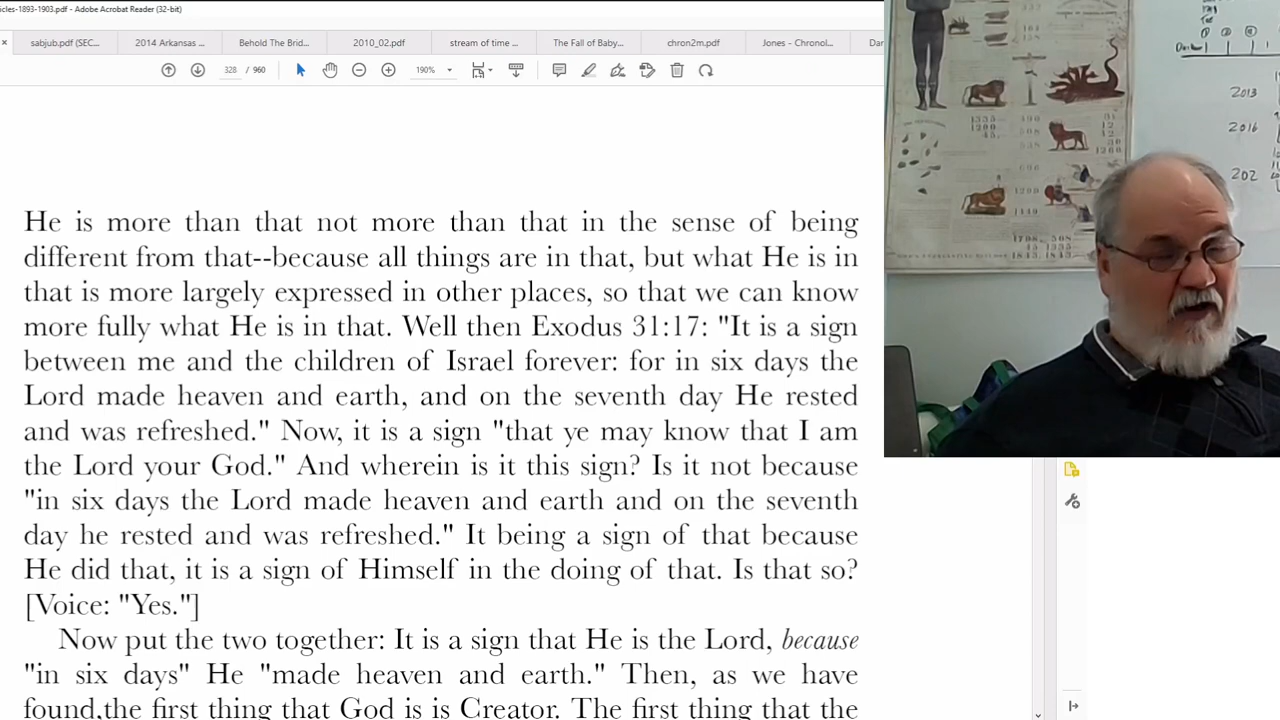 icles-1893-1903.pdf - Adobe Acrobat Reader (32-bit)
sabjub.pdf (SEC... 2014 Arkansas ... Behold The Brid... 2010_02.pdf stream of time ... The Fall of Baby... chron2m.pdf Jones - Chronol... Dar
328 / 960 190%
He is more than that not more than that in the sense of being
different from that--because all things are in that, but what He is in
that is more largely expressed in other places, so that we can know
more fully what He is in that. Well then Exodus 31:17: "It is a sign
between me and the children of Israel forever: for in six days the
Lord made heaven and earth, and on the seventh day He rested
and was refreshed." Now, it is a sign "that ye may know that I am
the Lord your God." And wherein is it this sign? Is it not because
"in six days the Lord made heaven and earth and on the seventh
day he rested and was refreshed." It being a sign of that because
He did that, it is a sign of Himself in the doing of that. Is that so?
[Voice: "Yes."]
Now put the two together: It is a sign that He is the Lord, because
"in six days" He "made heaven and earth." Then, as we have
found,the first thing that God is is Creator. The first thing that the
1335
1290
45
2013
2016
202